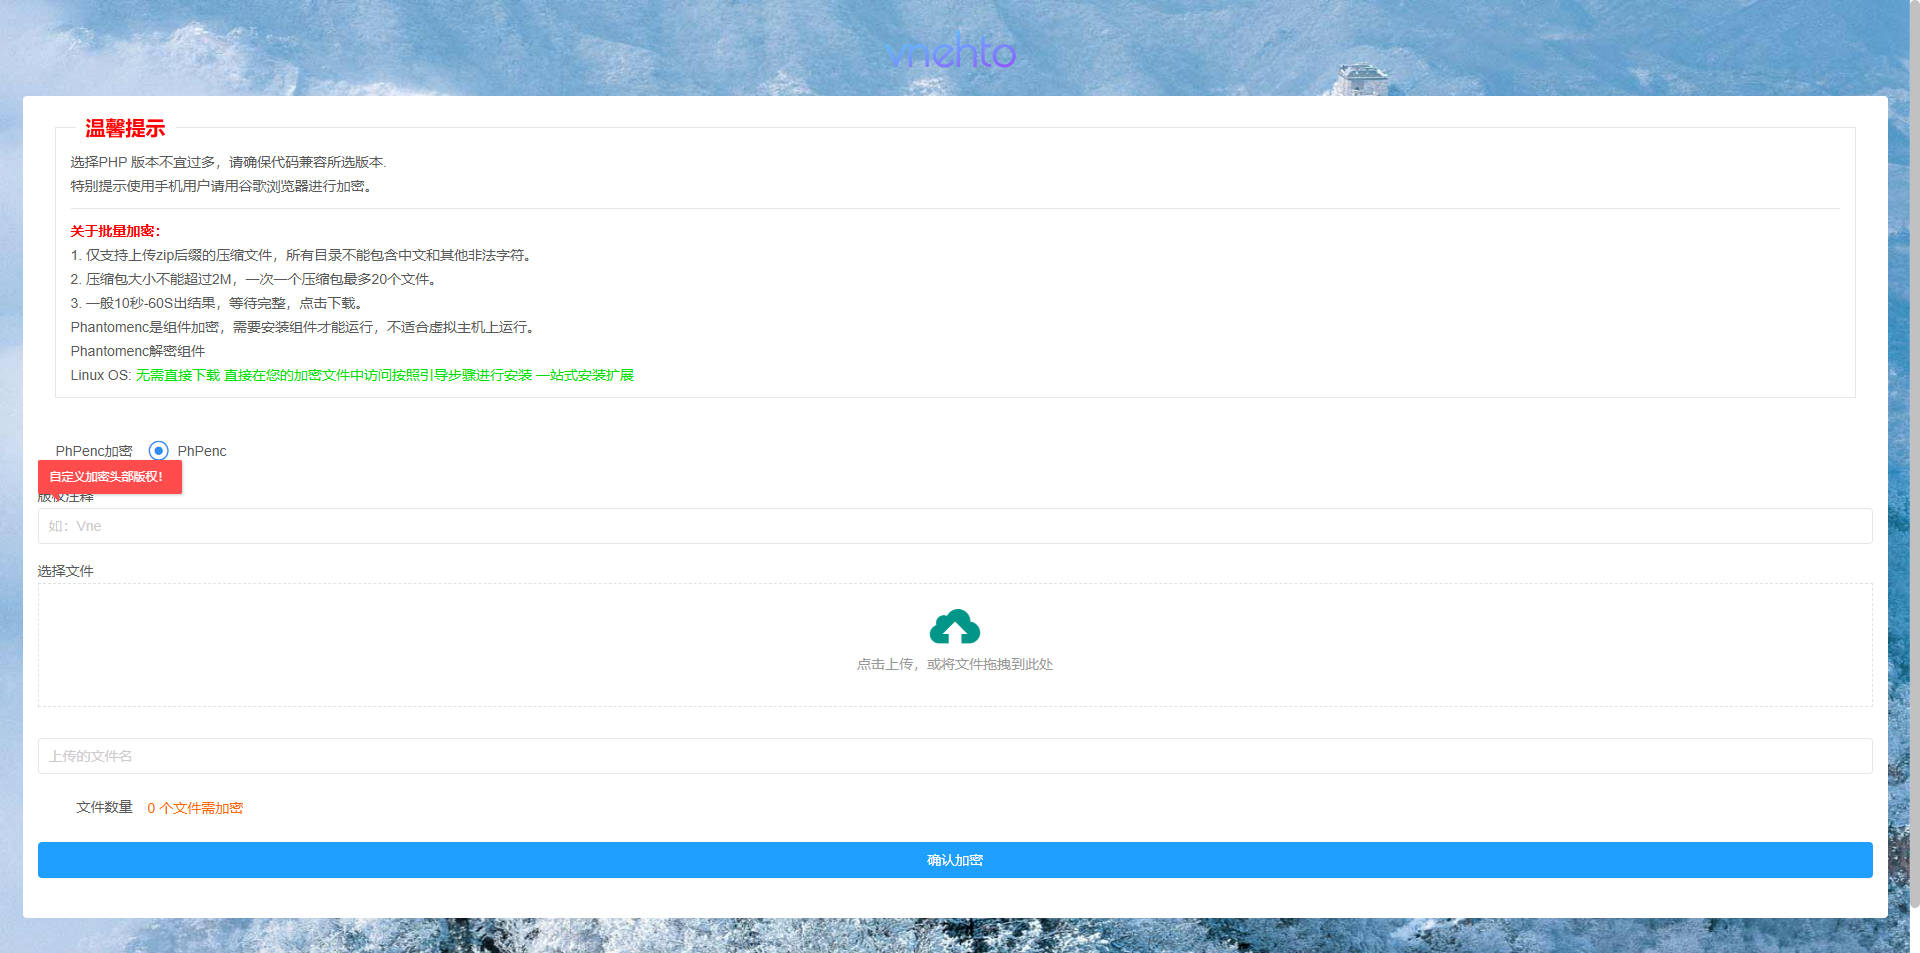 vnehto
温馨提示
选择PHP 版本不宜过多，请确保代码兼容所选版本.
特别提示使用手机用户请用谷歌浏览器进行加密。
关于批量加密：
1. 仅支持上传zip后缀的压缩文件，所有目录不能包含中文和其他非法字符。
2. 压缩包大小不能超过2M，一次一个压缩包最多20个文件。
3. 一般10秒-60S出结果，等待完整，点击下载。
Phantomenc是组件加密，需要安装组件才能运行，不适合虚拟主机上运行。
Phantomenc解密组件
Linux OS: 无需直接下载 直接在您的加密文件中访问按照引导步骤进行安装 一站式安装扩展
PhPenc加密 PhPenc
自定义加密头部版权！
版权注释
如：Vne
选择文件
点击上传，或将文件拖拽到此处
上传的文件名
文件数量 0 个文件需加密
确认加密